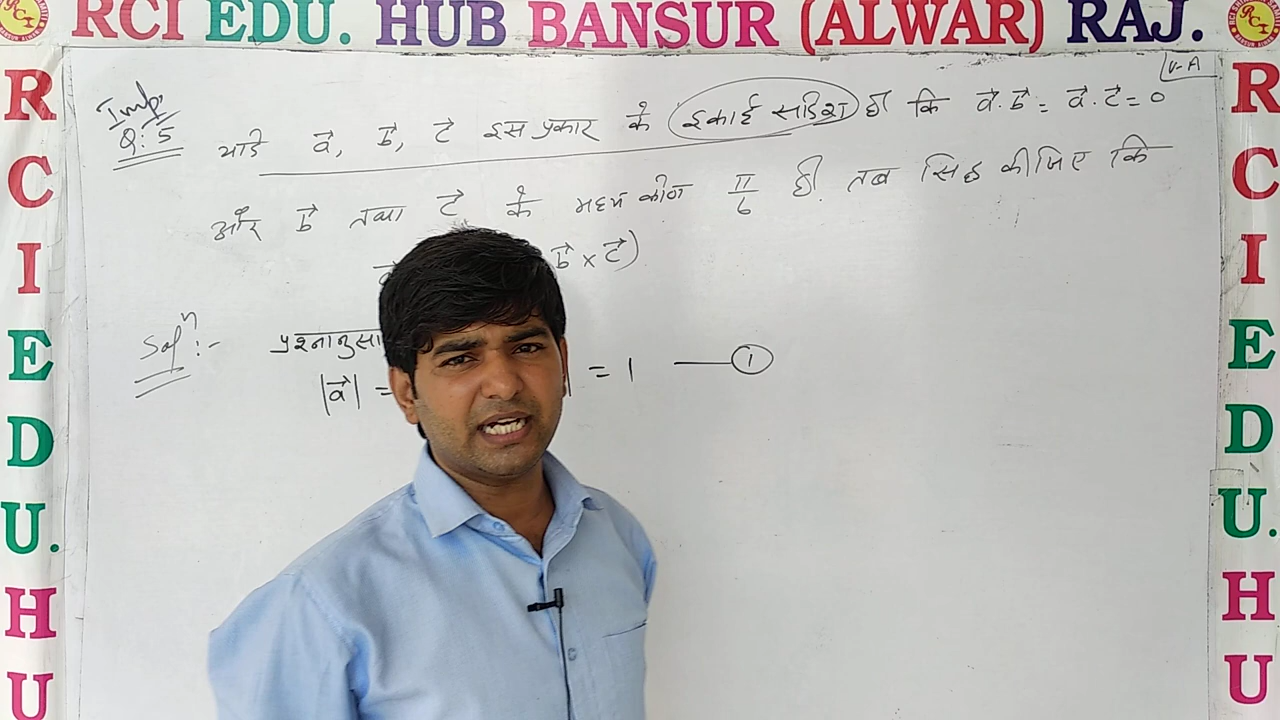 RCI EDU. HUB BANSUR (ALWAR) RAJ.
V-A
Imp.
Q:5 यदि a⃗, b⃗, c⃗ इस प्रकार के इकाई सदिश हो कि a⃗.b⃗ = a⃗.c⃗ = 0
और b⃗ तथा c⃗ के मध्य कोण π/6 हो तब सिद्ध कीजिए कि
b⃗ × c⃗)
Solⁿ :- प्रश्नानुसा
|a⃗| = | = 1 —— 1
R C I E D U. H U
R C I E D U. H U